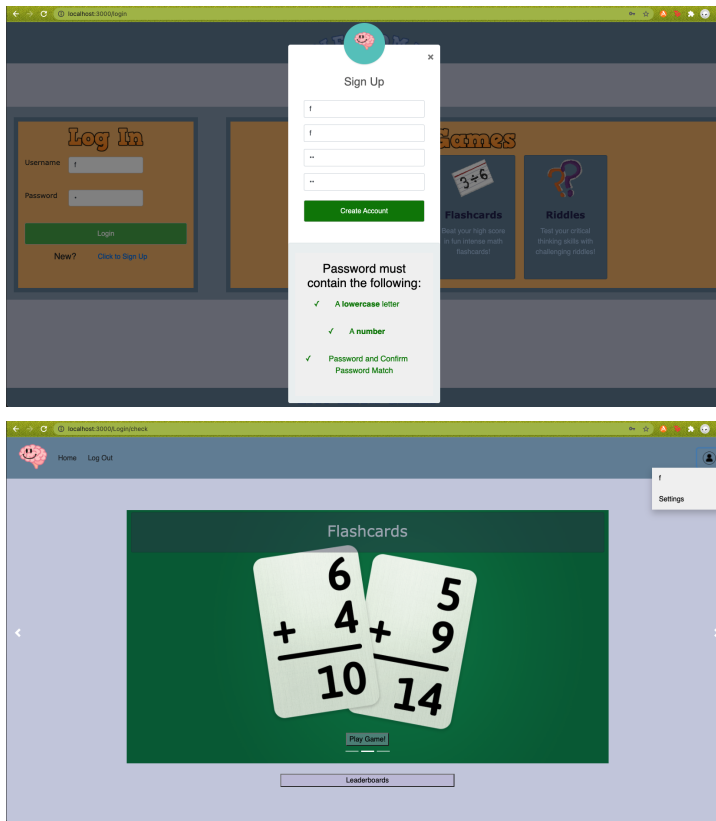 localhost:3000/login
Sign Up
f
f
••
••
Create Account
Password must
contain the following:
✓ A lowercase letter
✓ A number
✓ Password and Confirm
Password Match
Log In
Username
f
Password
•
Login
New? Click to Sign Up
Games
3÷6
Flashcards
Beat your high score
in fun intense math
flashcards!
Riddles
Test your critical
thinking skills with
challenging riddles!
localhost:3000/Login/check
Home Log Out
f
Settings
Flashcards
6
+ 4
10
5
+ 9
14
Play Game!
Leaderboards